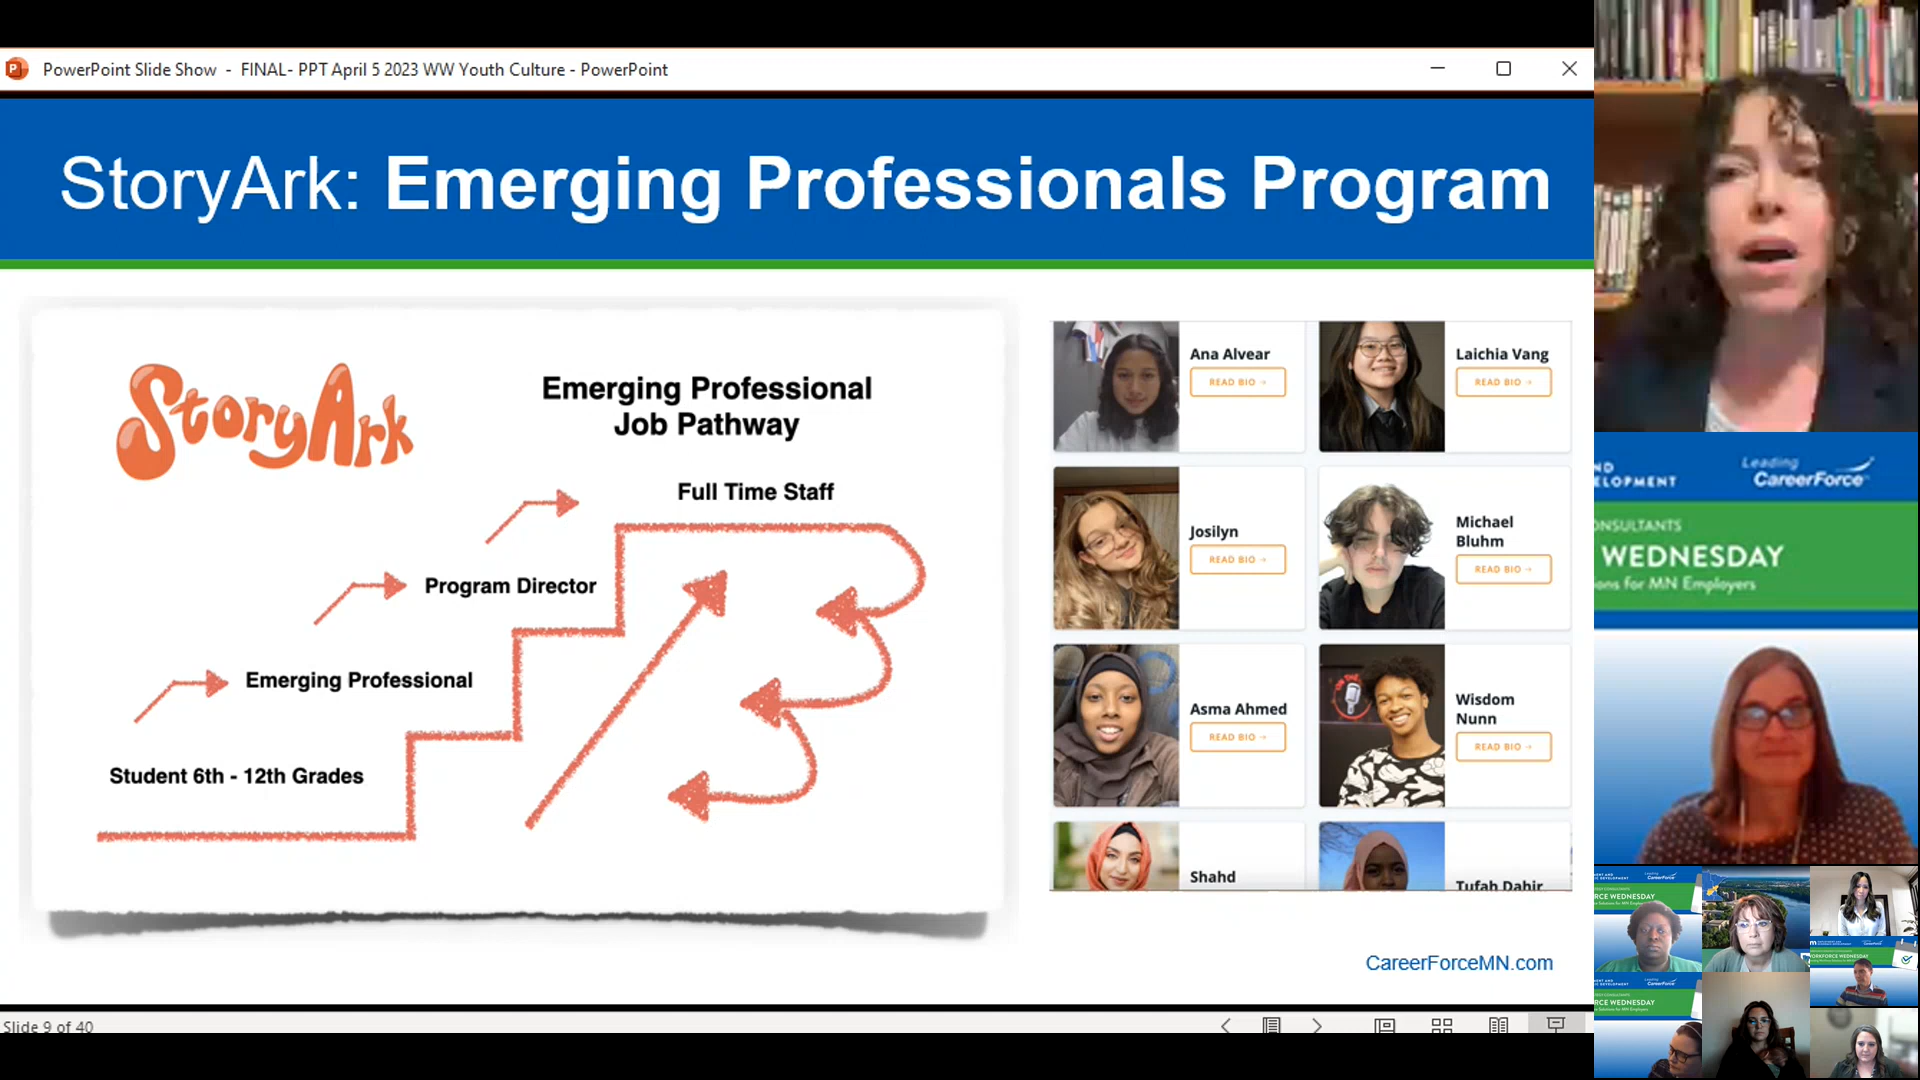 PowerPoint Slide Show - FINAL- PPT April 5 2023 WW Youth Culture - PowerPoint
StoryArk: Emerging Professionals Program
StoryArk
Emerging Professional
Job Pathway
Full Time Staff
Program Director
Emerging Professional
Student 6th - 12th Grades
Ana Alvear
READ BIO →
Laichia Vang
READ BIO →
Josilyn
READ BIO →
Michael
Bluhm
READ BIO →
Asma Ahmed
READ BIO →
Wisdom
Nunn
READ BIO →
Shahd
Tufah Dahir
CareerForceMN.com
Slide 9 of 40
Leading
CareerForce
WEDNESDAY
for MN Employers